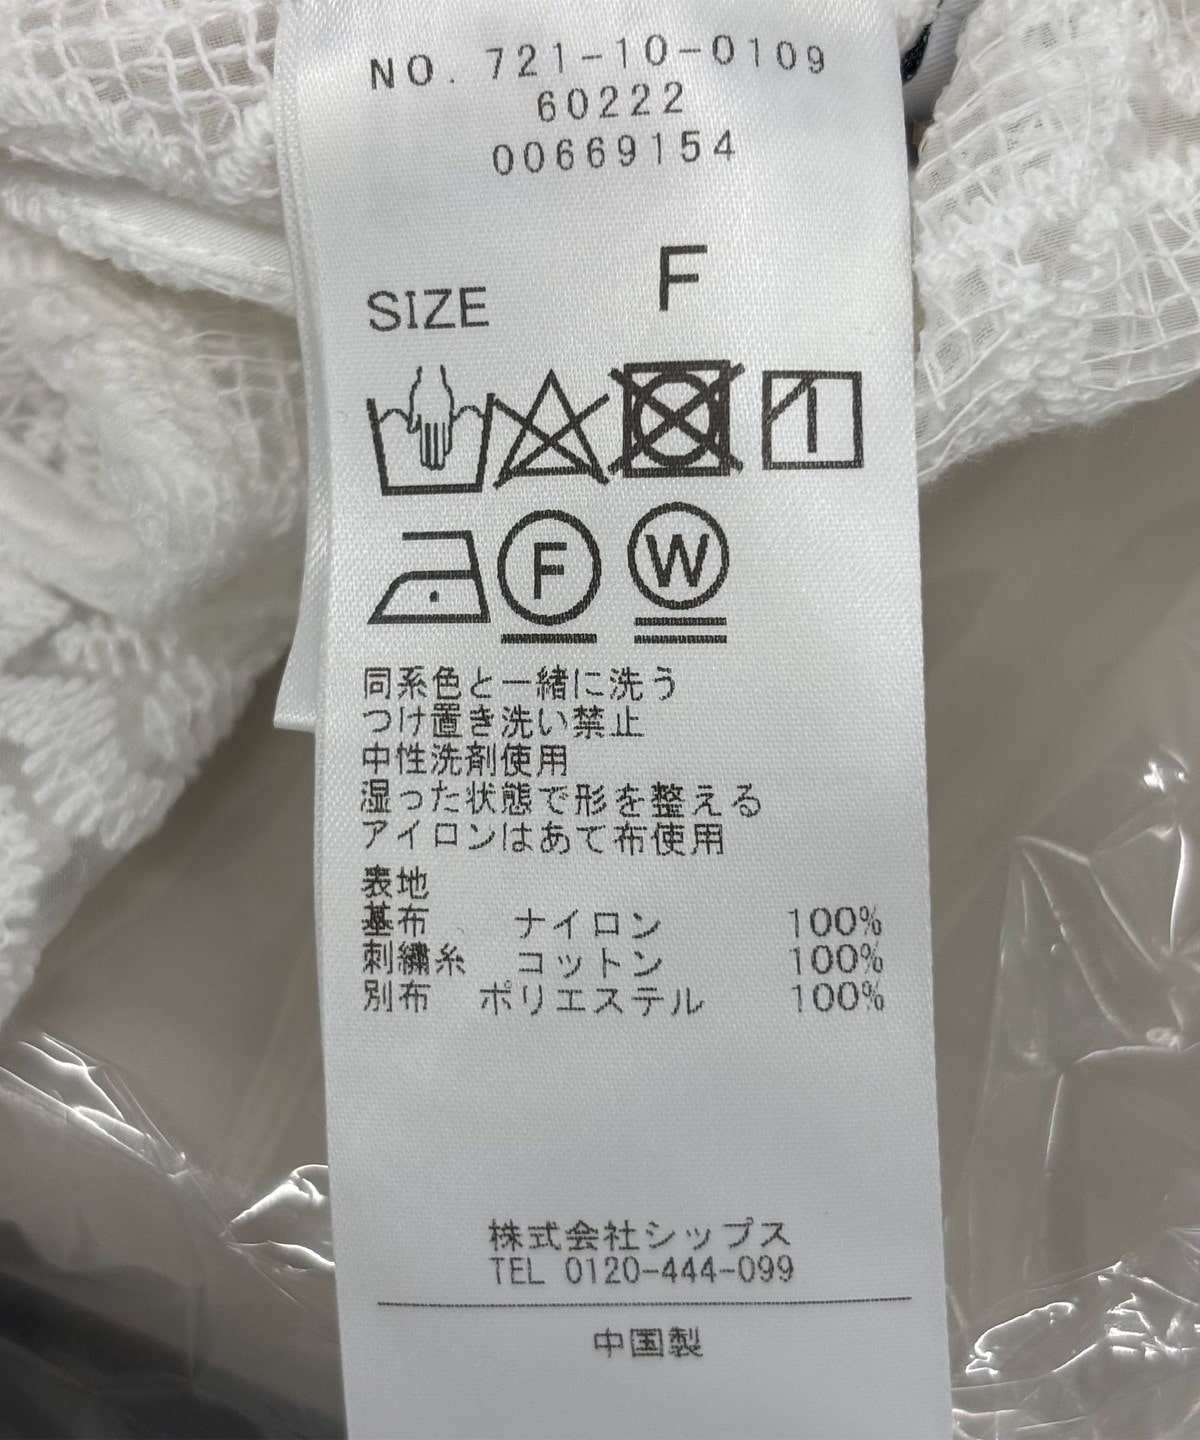 NO. 721-10-0109
60222
00669154
SIZE F
F W
同系色と一緒に洗う
つけ置き洗い禁止
中性洗剤使用
湿った状態で形を整える
アイロンはあて布使用
表地
基布 ナイロン 100%
刺繍糸 コットン 100%
別布 ポリエステル 100%
株式会社シップス
TEL 0120-444-099
中国製